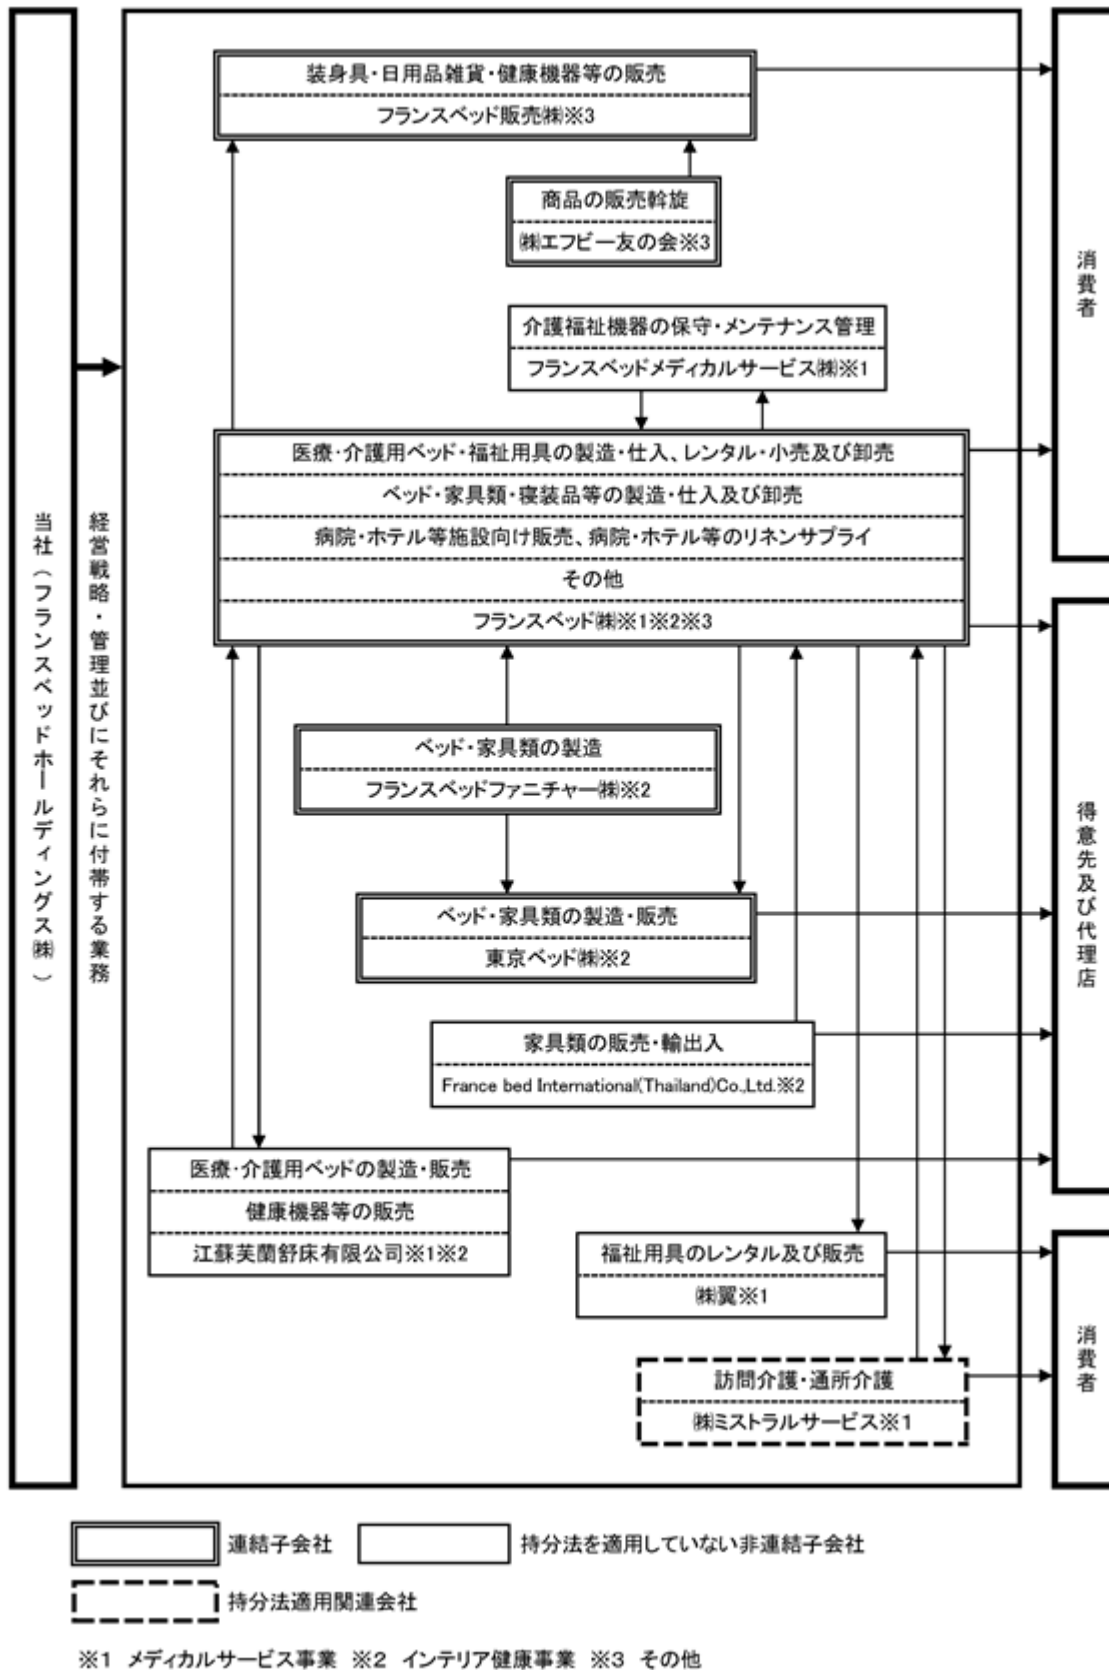 当社（フランスベッドホールディングス㈱）
経営戦略・管理並びにそれらに付帯する業務
装身具・日用品雑貨・健康機器等の販売
フランスベッド販売㈱※3
商品の販売斡旋
㈱エフビー友の会※3
介護福祉機器の保守・メンテナンス管理
フランスベッドメディカルサービス㈱※1
医療・介護用ベッド・福祉用具の製造・仕入、レンタル・小売及び卸売
ベッド・家具類・寝装品等の製造・仕入及び卸売
病院・ホテル等施設向け販売、病院・ホテル等のリネンサプライ
その他
フランスベッド㈱※1※2※3
消費者
ベッド・家具類の製造
フランスベッドファニチャー㈱※2
ベッド・家具類の製造・販売
東京ベッド㈱※2
家具類の販売・輸出入
France bed International(Thailand)Co.,Ltd.※2
得意先及び代理店
医療・介護用ベッドの製造・販売
健康機器等の販売
江蘇芙蘭舒床有限公司※1※2
福祉用具のレンタル及び販売
㈱翼※1
訪問介護・通所介護
㈱ミストラルサービス※1
消費者
連結子会社
持分法を適用していない非連結子会社
持分法適用関連会社
※1 メディカルサービス事業 ※2 インテリア健康事業 ※3 その他